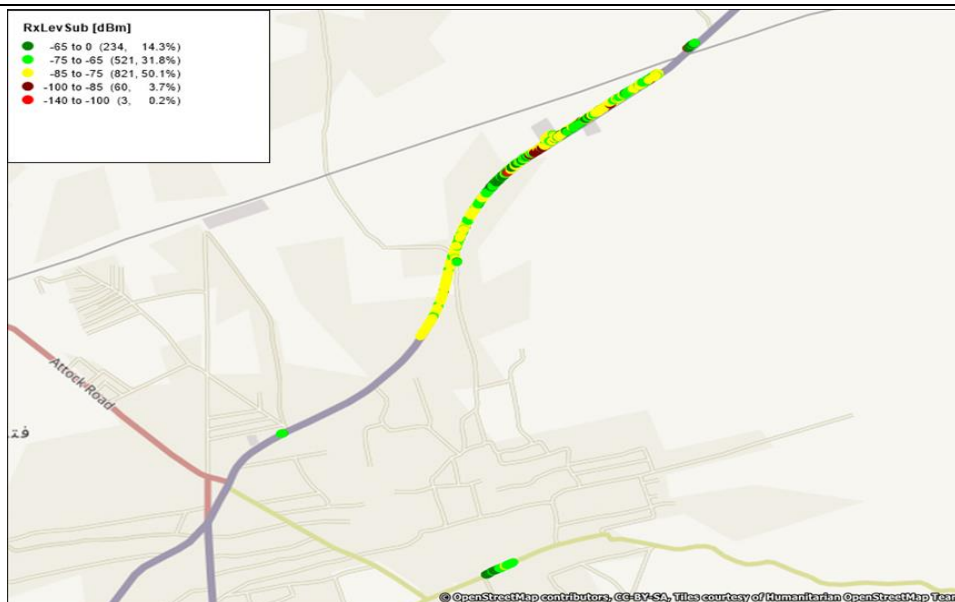 RxLevSub [dBm]
-65 to 0 (234, 14.3%)
-75 to -65 (521, 31.8%)
-85 to -75 (821, 50.1%)
-100 to -85 (60, 3.7%)
-140 to -100 (3, 0.2%)
Attock Road
فتح
© OpenStreetMap contributors, CC-BY-SA, Tiles courtesy of Humanitarian OpenStreetMap Team